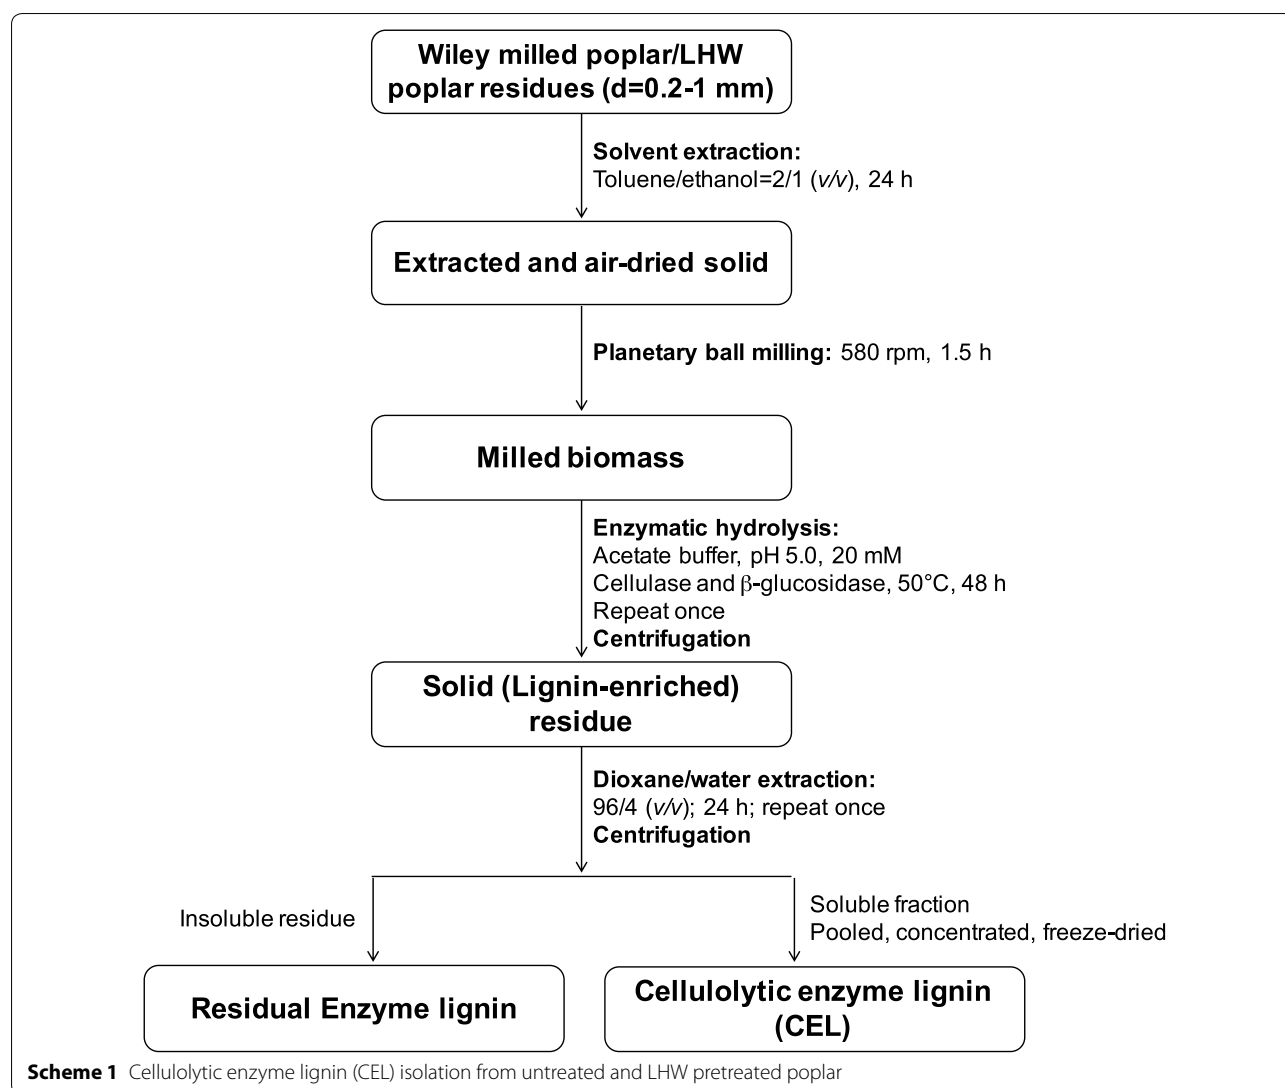 Wiley milled poplar/LHW
poplar residues (d=0.2-1 mm)
Solvent extraction:
Toluene/ethanol=2/1 (v/v), 24 h
Extracted and air-dried solid
Planetary ball milling: 580 rpm, 1.5 h
Milled biomass
Enzymatic hydrolysis:
Acetate buffer, pH 5.0, 20 mM
Cellulase and β-glucosidase, 50°C, 48 h
Repeat once
Centrifugation
Solid (Lignin-enriched)
residue
Dioxane/water extraction:
96/4 (v/v); 24 h; repeat once
Centrifugation
Insoluble residue
Soluble fraction
Pooled, concentrated, freeze-dried
Residual Enzyme lignin
Cellulolytic enzyme lignin
(CEL)
Scheme 1 Cellulolytic enzyme lignin (CEL) isolation from untreated and LHW pretreated poplar